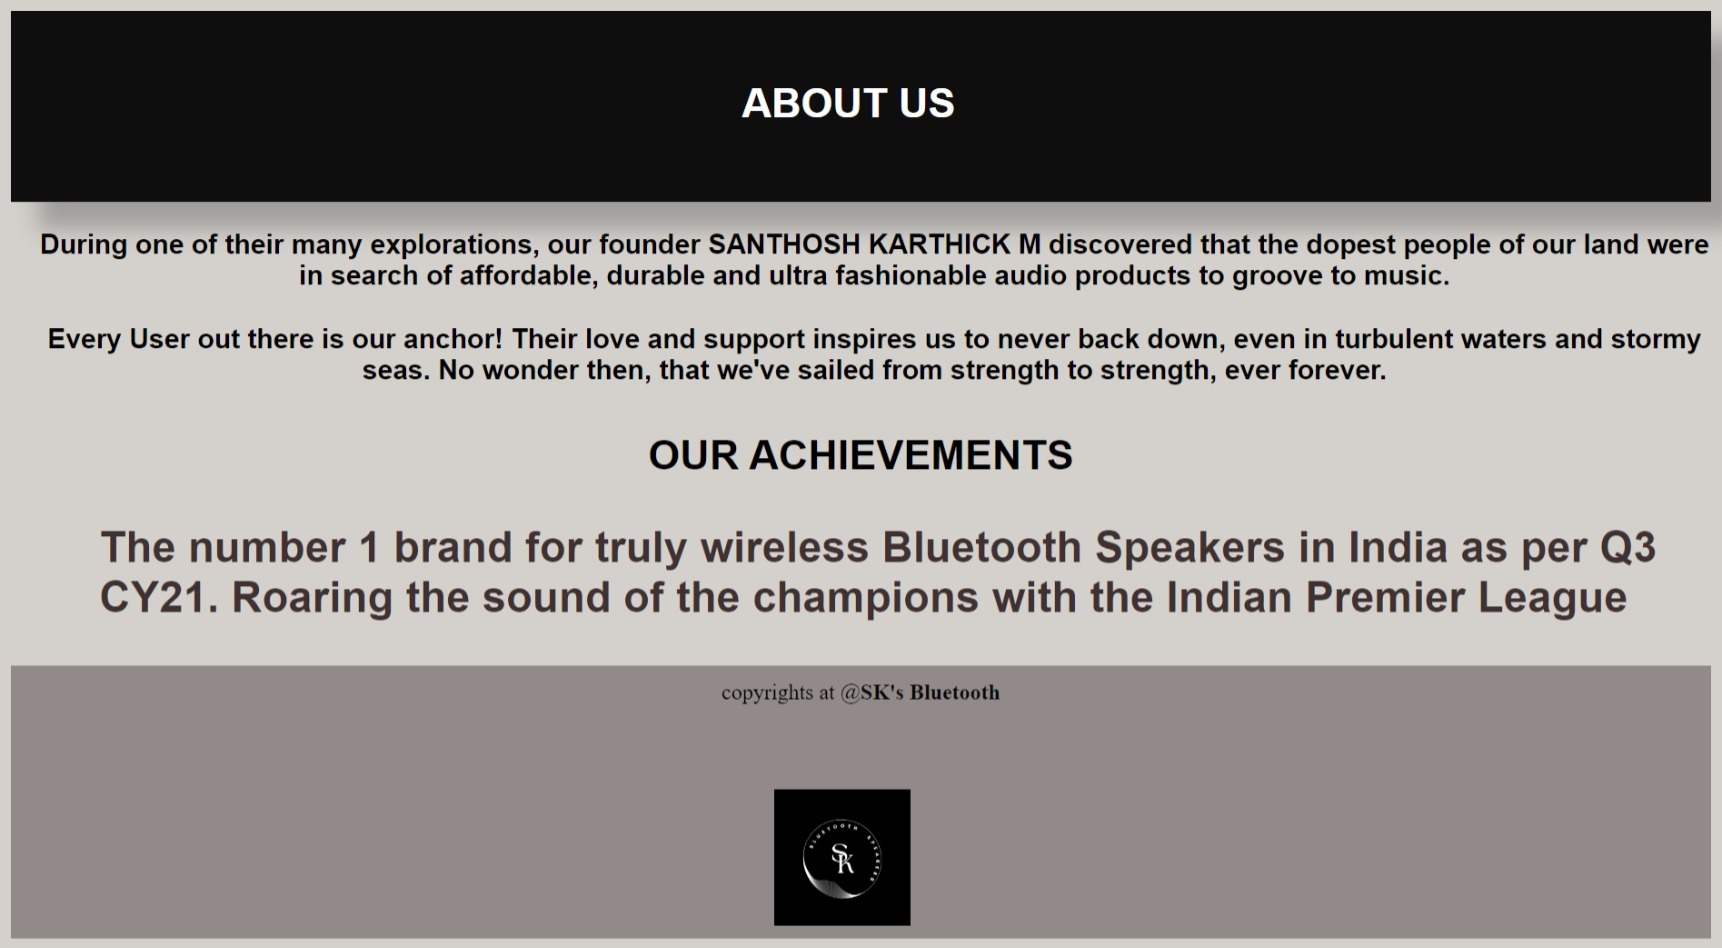 ABOUT US
During one of their many explorations, our founder SANTHOSH KARTHICK M discovered that the dopest people of our land were
in search of affordable, durable and ultra fashionable audio products to groove to music.
Every User out there is our anchor! Their love and support inspires us to never back down, even in turbulent waters and stormy
seas. No wonder then, that we've sailed from strength to strength, ever forever.
OUR ACHIEVEMENTS
The number 1 brand for truly wireless Bluetooth Speakers in India as per Q3
CY21. Roaring the sound of the champions with the Indian Premier League
copyrights at @SK's Bluetooth
BLUETOOTH SPEAKERS
SK